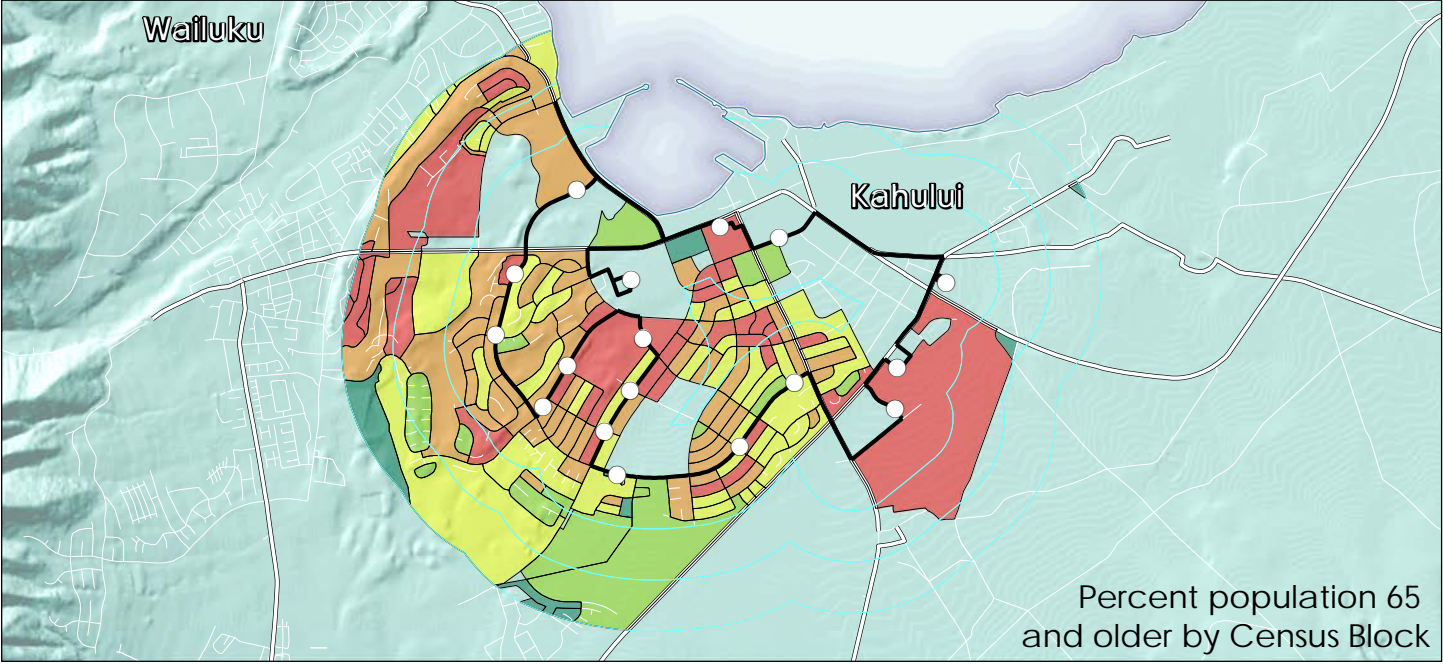 Wailuku
Kahului
Percent population 65
and older by Census Block